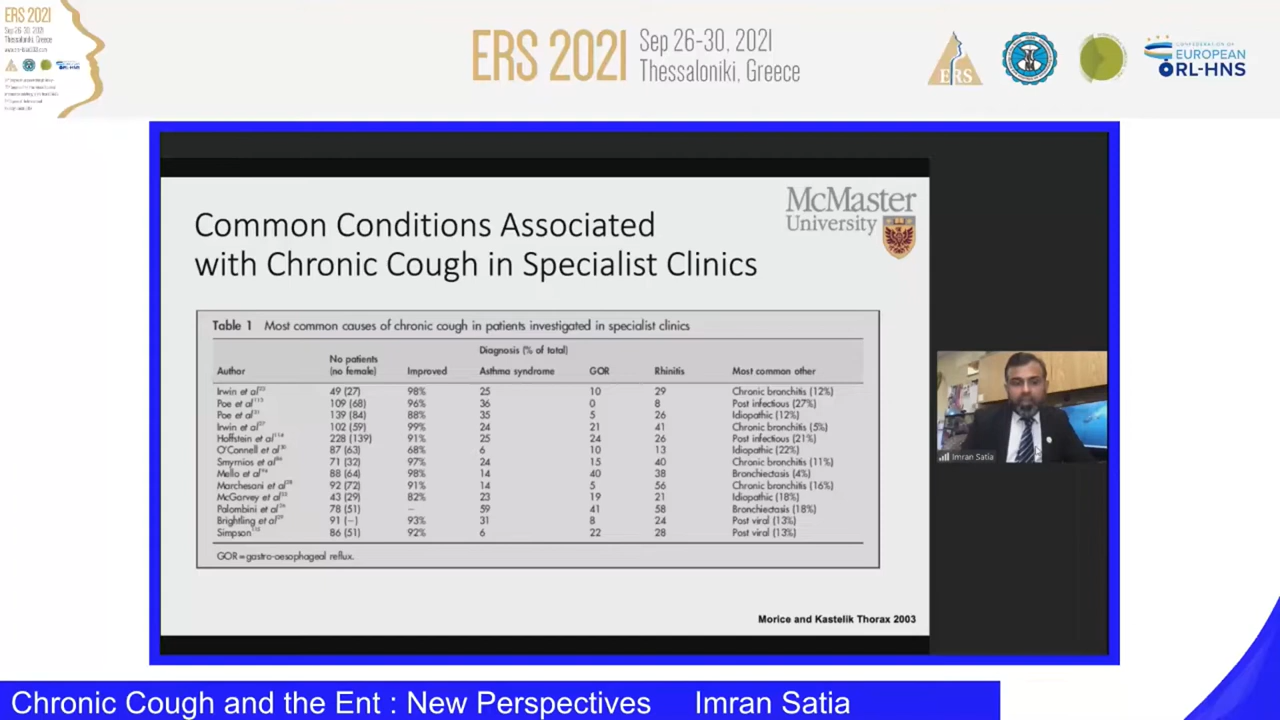 ERS 2021
Sep 26-30, 2021
Thessaloniki, Greece
ERS 2021
Sep 26-30, 2021
Thessaloniki, Greece
ERS
CONFEDERATION OF
EUROPEAN
ORL-HNS
McMaster
University
Common Conditions Associated
with Chronic Cough in Specialist Clinics
Table 1 Most common causes of chronic cough in patients investigated in specialist clinics
Diagnosis (% of total)
No patients
Author (no female) Improved Asthma syndrome GOR Rhinitis Most common other
Irwin et al 49 (27) 98% 25 10 29 Chronic bronchitis (12%)
Poe et al 109 (68) 96% 36 0 8 Post infectious (27%)
Poe et al 139 (84) 88% 35 5 26 Idiopathic (12%)
Irwin et al 102 (59) 99% 24 21 41 Chronic bronchitis (5%)
Hoffstein et al 228 (139) 91% 25 24 26 Post infectious (21%)
O'Connell et al 87 (63) 68% 6 10 13 Idiopathic (22%)
Smyrnios et al 71 (32) 97% 24 15 40 Chronic bronchitis (11%)
Mello et al 88 (64) 98% 14 40 38 Bronchiectasis (4%)
Marchesani et al 92 (72) 91% 14 5 56 Chronic bronchitis (16%)
McGarvey et al 43 (29) 82% 23 19 21 Idiopathic (18%)
Palombini et al 78 (51) – 59 41 58 Bronchiectasis (18%)
Brightling et al 91 (–) 93% 31 8 24 Post viral (13%)
Simpson 86 (51) 92% 6 22 28 Post viral (13%)
GOR=gastro-oesophageal reflux.
Morice and Kastelik Thorax 2003
Imran Satia
Chronic Cough and the Ent : New Perspectives Imran Satia